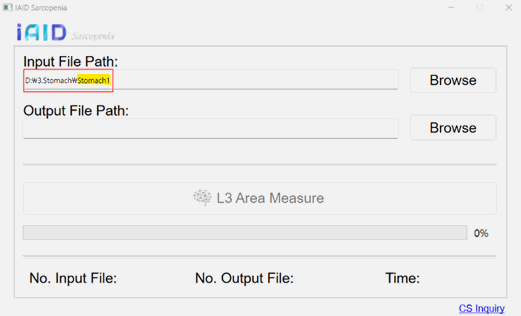 IAID Sarcopenia
iAID Sarcopenia
Input File Path:
D:₩3.Stomach₩Stomach1
Browse
Output File Path:
Browse
L3 Area Measure
0%
No. Input File:
No. Output File:
Time:
CS Inquiry